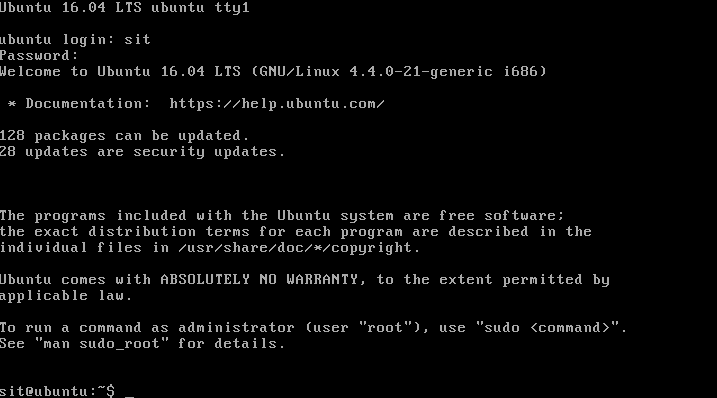 Ubuntu 16.04 LTS ubuntu tty1
ubuntu login: sit
Password:
Welcome to Ubuntu 16.04 LTS (GNU/Linux 4.4.0-21-generic i686)
* Documentation:  https://help.ubuntu.com/
128 packages can be updated.
28 updates are security updates.
The programs included with the Ubuntu system are free software;
the exact distribution terms for each program are described in the
individual files in /usr/share/doc/*/copyright.
Ubuntu comes with ABSOLUTELY NO WARRANTY, to the extent permitted by
applicable law.
To run a command as administrator (user "root"), use "sudo <command>".
See "man sudo_root" for details.
sit@ubuntu:~$ _